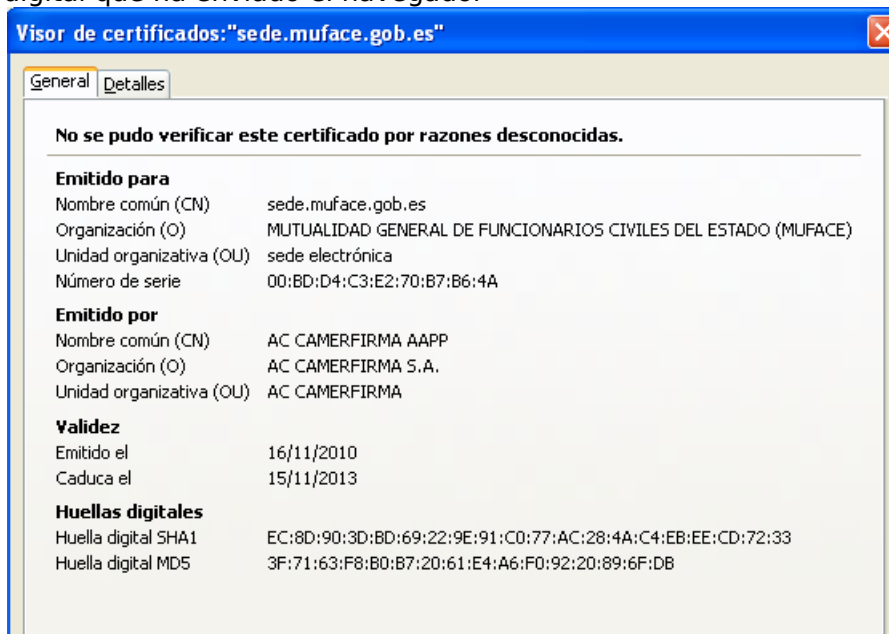 digital que ha enviado el navegador
Visor de certificados:"sede.muface.gob.es"
General Detalles
No se pudo verificar este certificado por razones desconocidas.
Emitido para
Nombre común (CN) sede.muface.gob.es
Organización (O) MUTUALIDAD GENERAL DE FUNCIONARIOS CIVILES DEL ESTADO (MUFACE)
Unidad organizativa (OU) sede electrónica
Número de serie 00:BD:D4:C3:E2:70:B7:B6:4A
Emitido por
Nombre común (CN) AC CAMERFIRMA AAPP
Organización (O) AC CAMERFIRMA S.A.
Unidad organizativa (OU) AC CAMERFIRMA
Validez
Emitido el 16/11/2010
Caduca el 15/11/2013
Huellas digitales
Huella digital SHA1 EC:8D:90:3D:BD:69:22:9E:91:C0:77:AC:28:4A:C4:EB:EE:CD:72:33
Huella digital MD5 3F:71:63:F8:B0:B7:20:61:E4:A6:F0:92:20:89:6F:DB